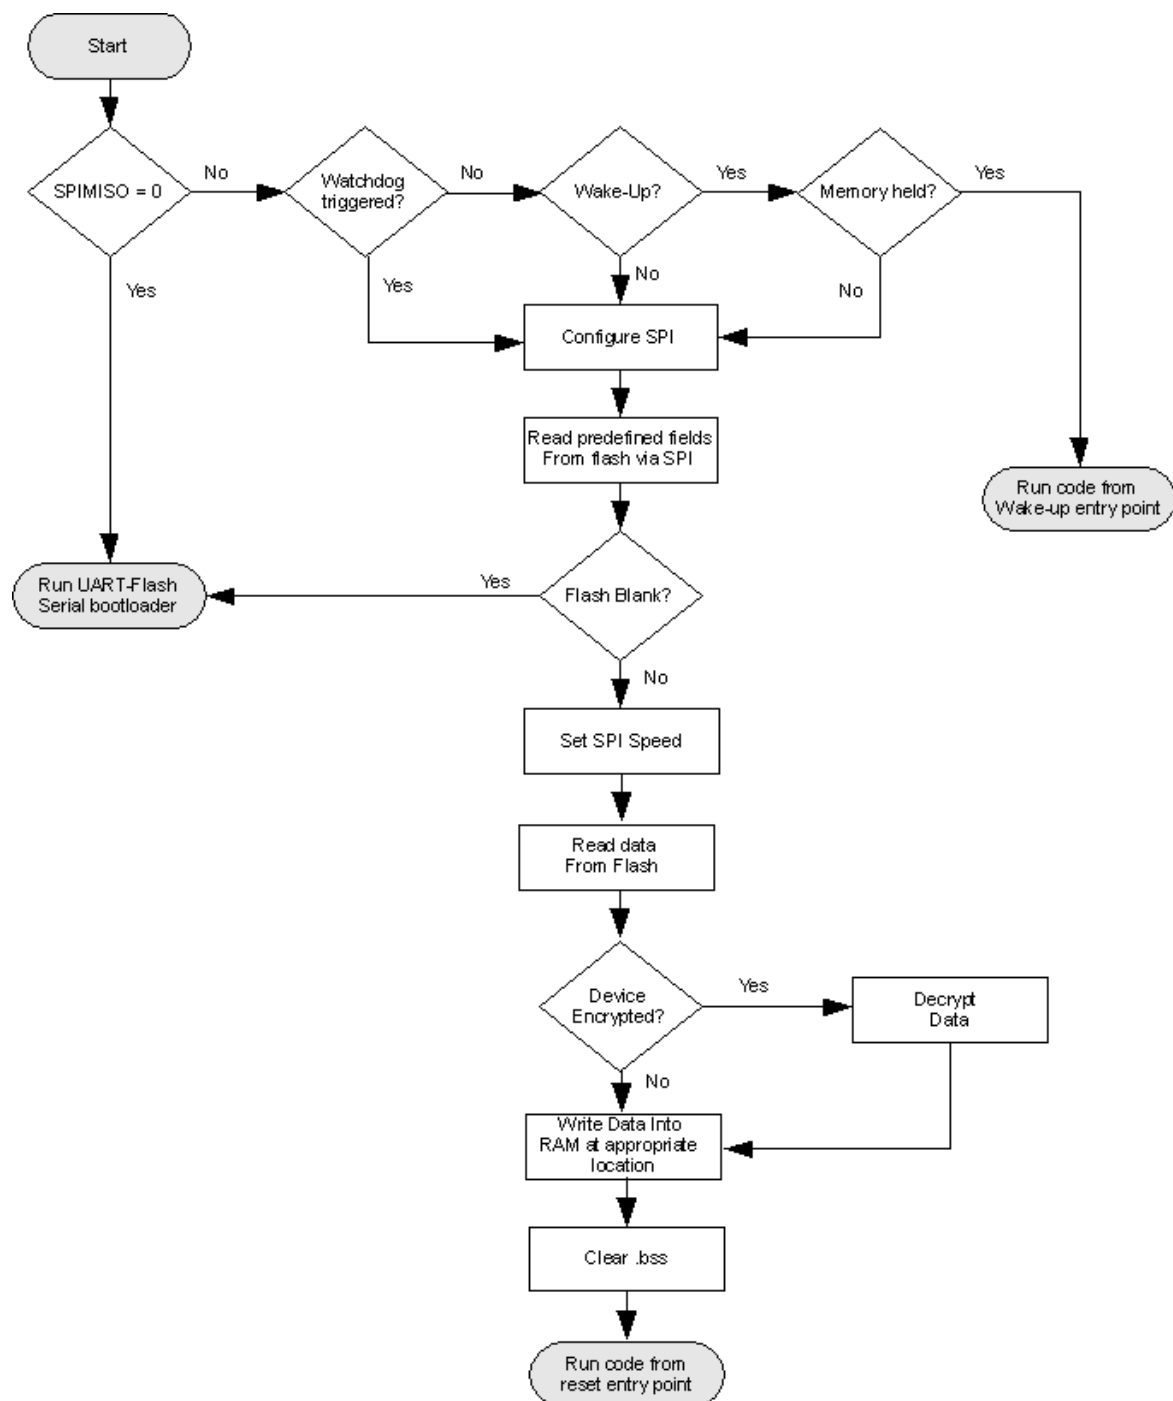 Start
SPIMISO = 0
No
Watchdog
triggered?
No
Wake-Up?
Yes
Memory held?
Yes
Yes
Yes
No
No
Configure SPI
Read predefined fields
From flash via SPI
Run code from
Wake-up entry point
Run UART-Flash
Serial bootloader
Yes
Flash Blank?
No
Set SPI Speed
Read data
From Flash
Device
Encrypted?
Yes
Decrypt
Data
No
Write Data Into
RAM at appropriate
location
Clear .bss
Run code from
reset entry point